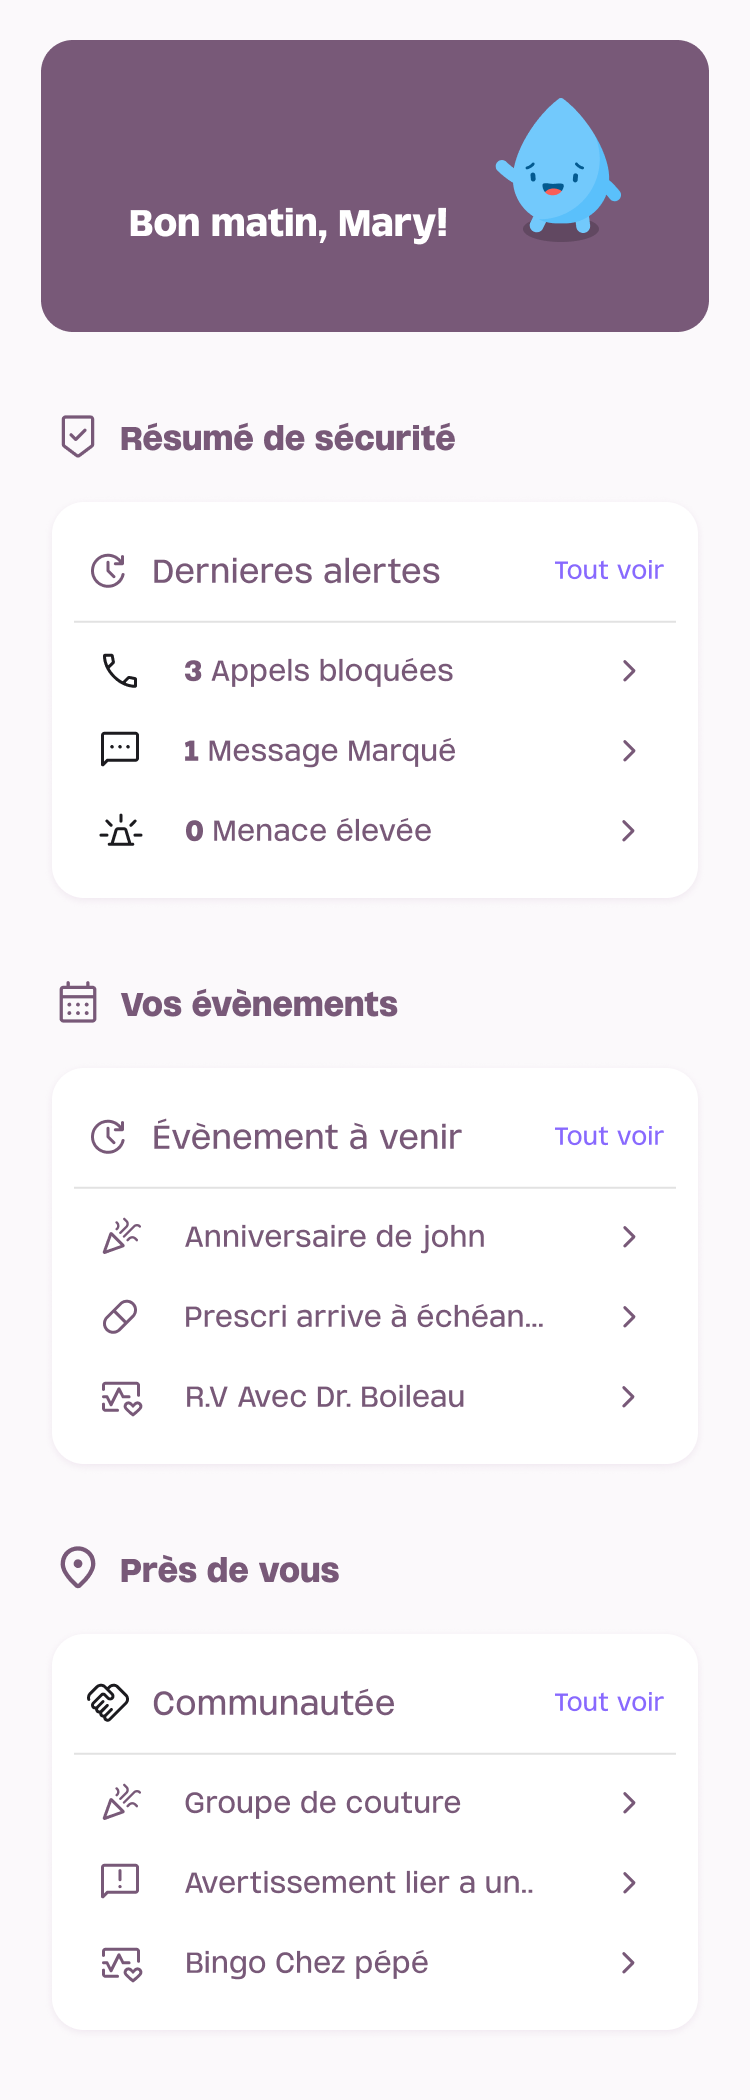 Bon matin, Mary!
Résumé de sécurité
Dernieres alertes
Tout voir
3 Appels bloquées
1 Message Marqué
0 Menace élevée
Vos évènements
Évènement à venir
Tout voir
Anniversaire de john
Prescri arrive à échéan...
R.V Avec Dr. Boileau
Près de vous
Communautée
Tout voir
Groupe de couture
Avertissement lier a un..
Bingo Chez pépé